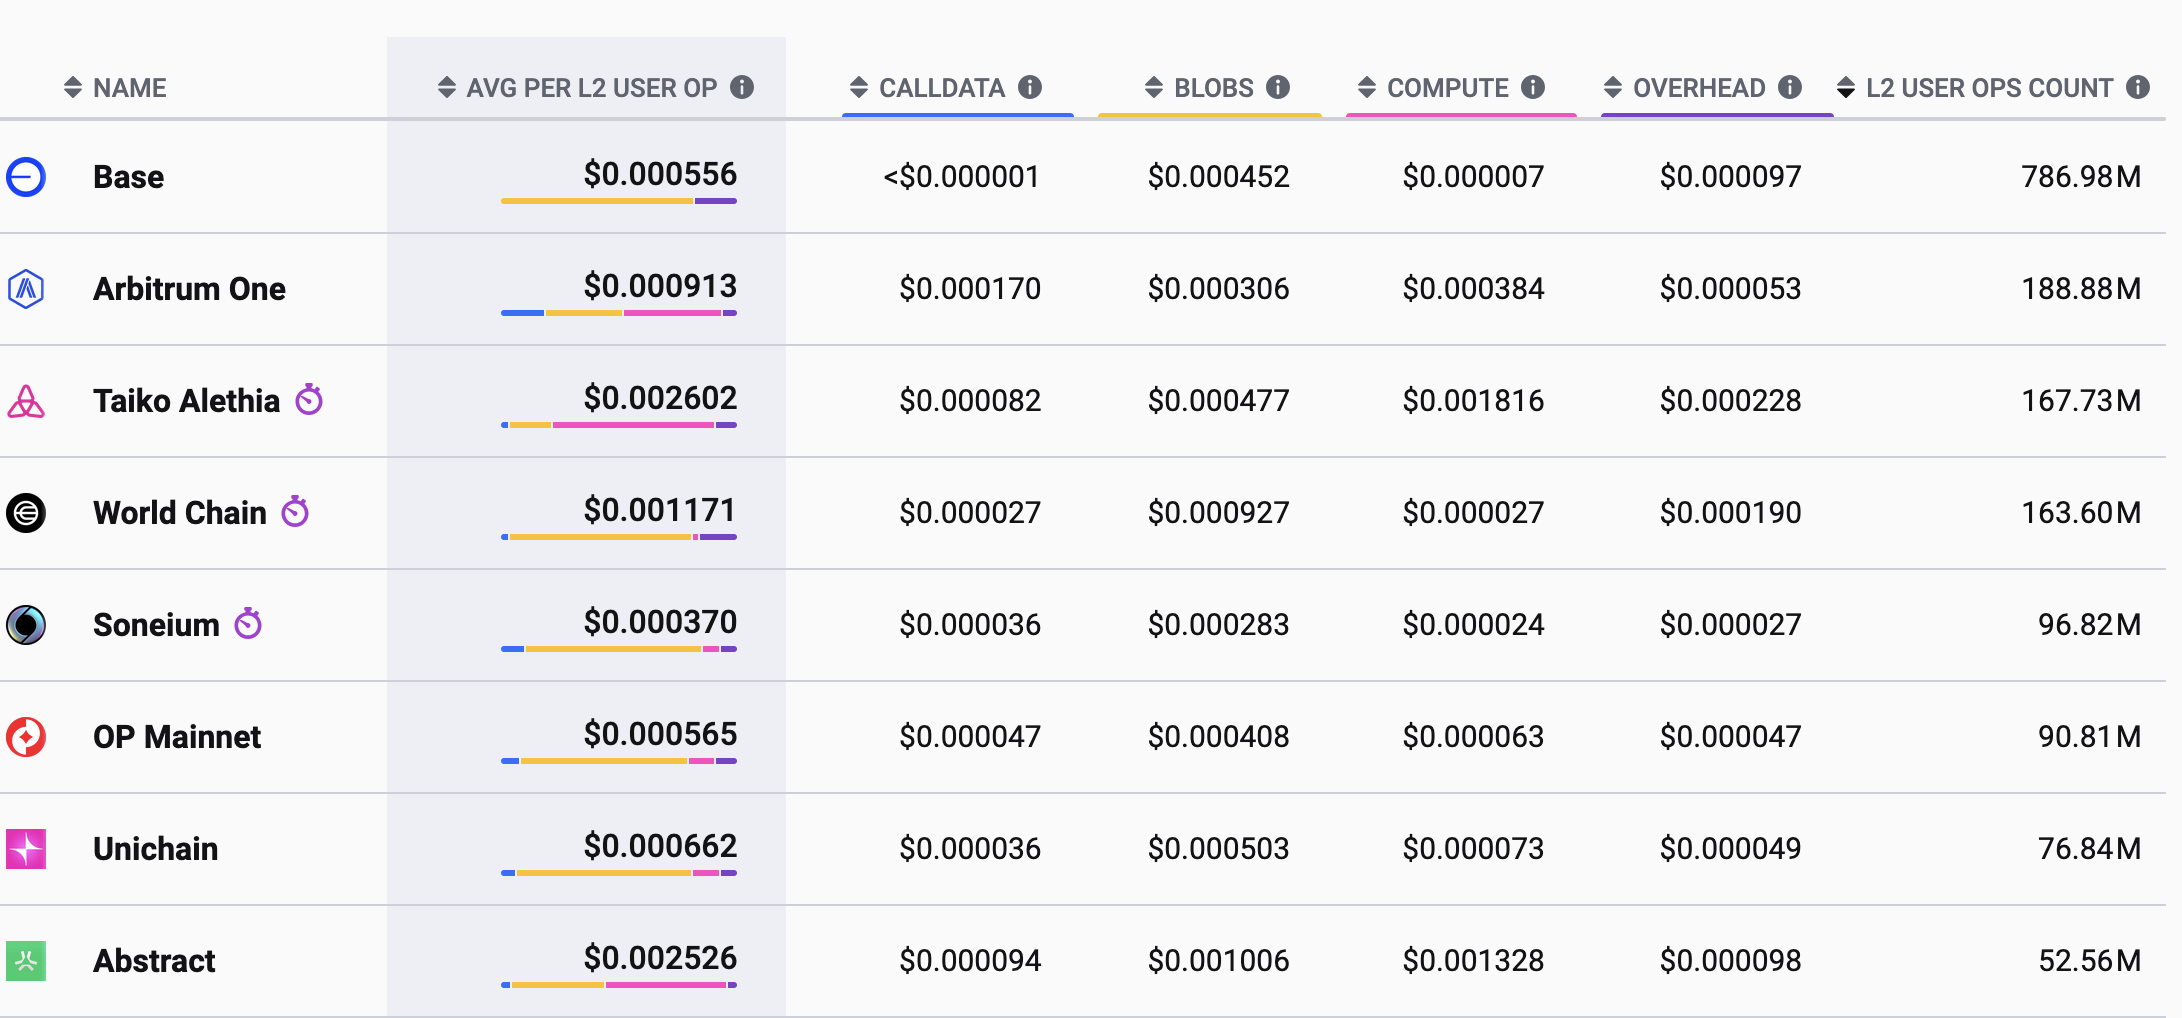 NAME AVG PER L2 USER OP CALLDATA BLOBS COMPUTE OVERHEAD L2 USER OPS COUNT
Base $0.000556 <$0.000001 $0.000452 $0.000007 $0.000097 786.98M
Arbitrum One $0.000913 $0.000170 $0.000306 $0.000384 $0.000053 188.88M
Taiko Alethia $0.002602 $0.000082 $0.000477 $0.001816 $0.000228 167.73M
World Chain $0.001171 $0.000027 $0.000927 $0.000027 $0.000190 163.60M
Soneium $0.000370 $0.000036 $0.000283 $0.000024 $0.000027 96.82M
OP Mainnet $0.000565 $0.000047 $0.000408 $0.000063 $0.000047 90.81M
Unichain $0.000662 $0.000036 $0.000503 $0.000073 $0.000049 76.84M
Abstract $0.002526 $0.000094 $0.001006 $0.001328 $0.000098 52.56M